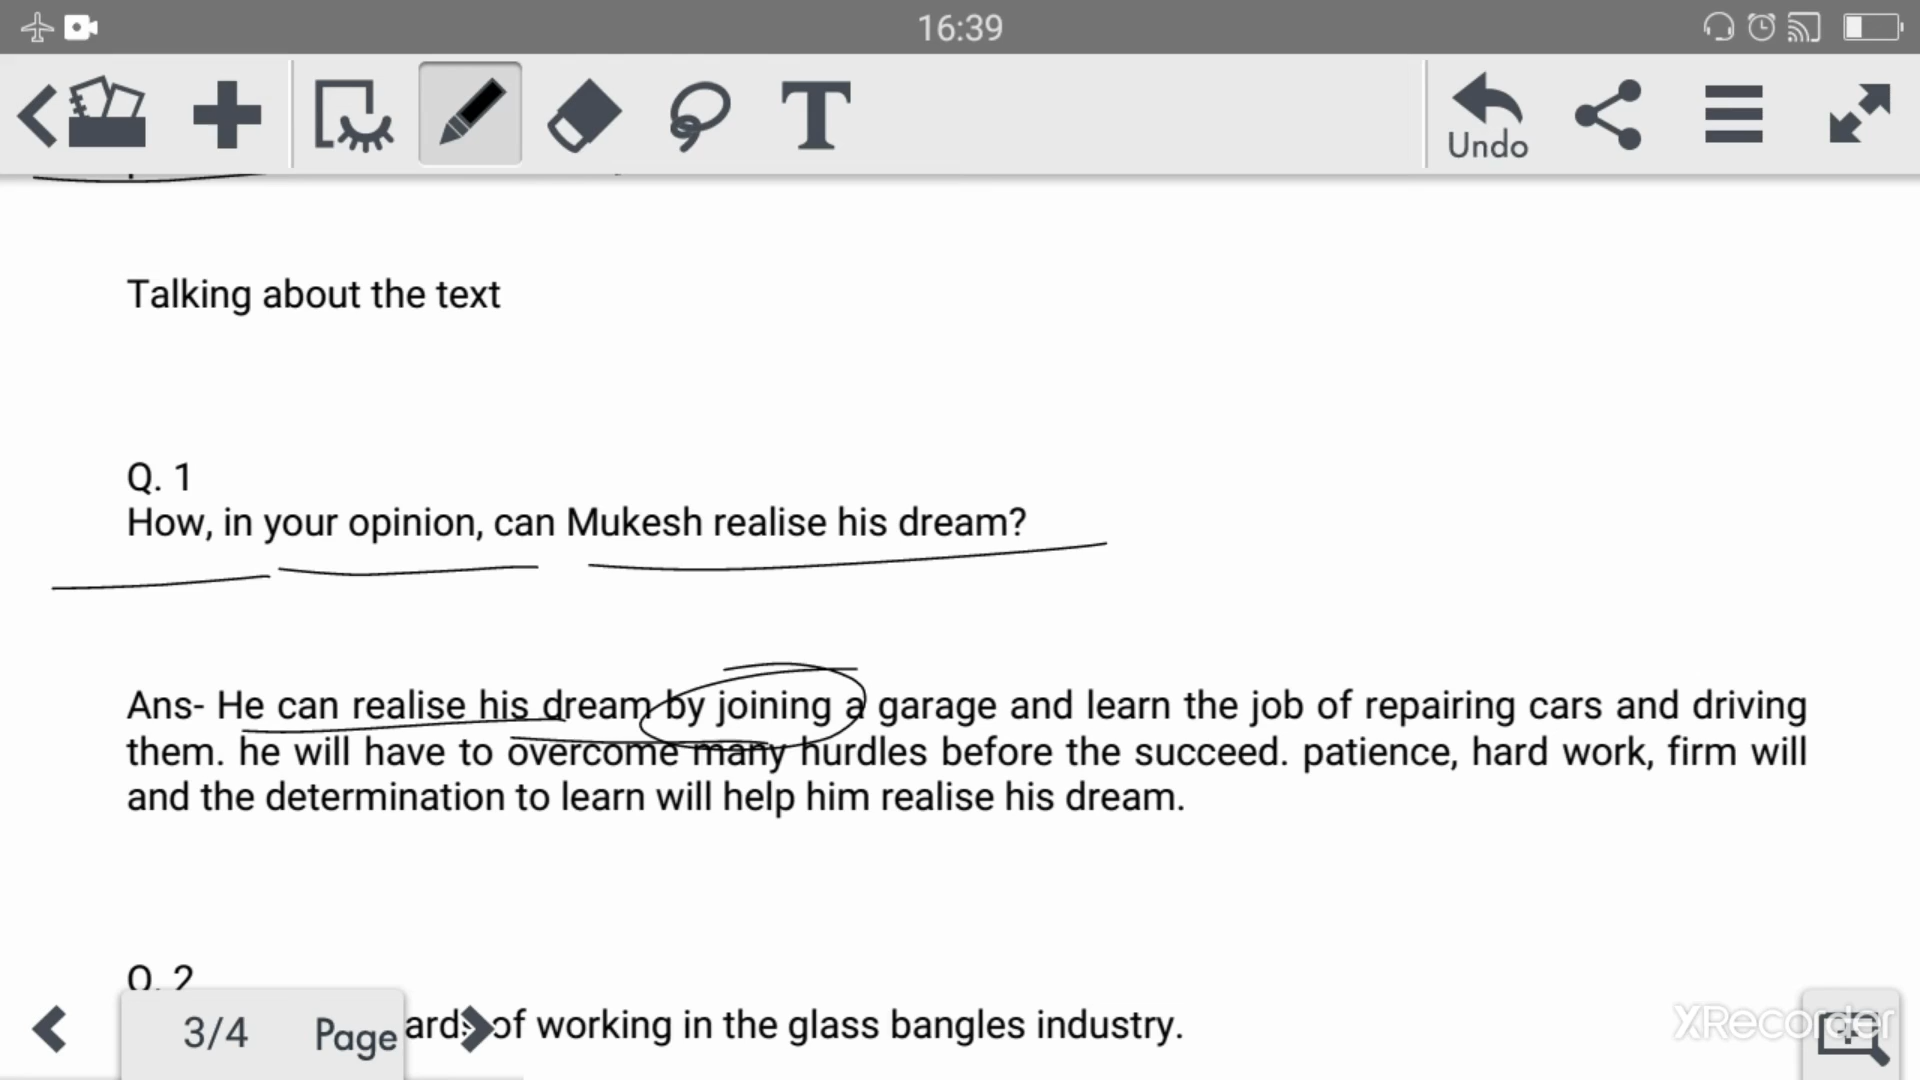 16:39
Undo
Talking about the text
Q. 1
How, in your opinion, can Mukesh realise his dream?
Ans- He can realise his dream by joining a garage and learn the job of repairing cars and driving
them. he will have to overcome many hurdles before the succeed. patience, hard work, firm will
and the determination to learn will help him realise his dream.
Q. 2
of working in the glass bangles industry.
3/4 Page
XRecorder